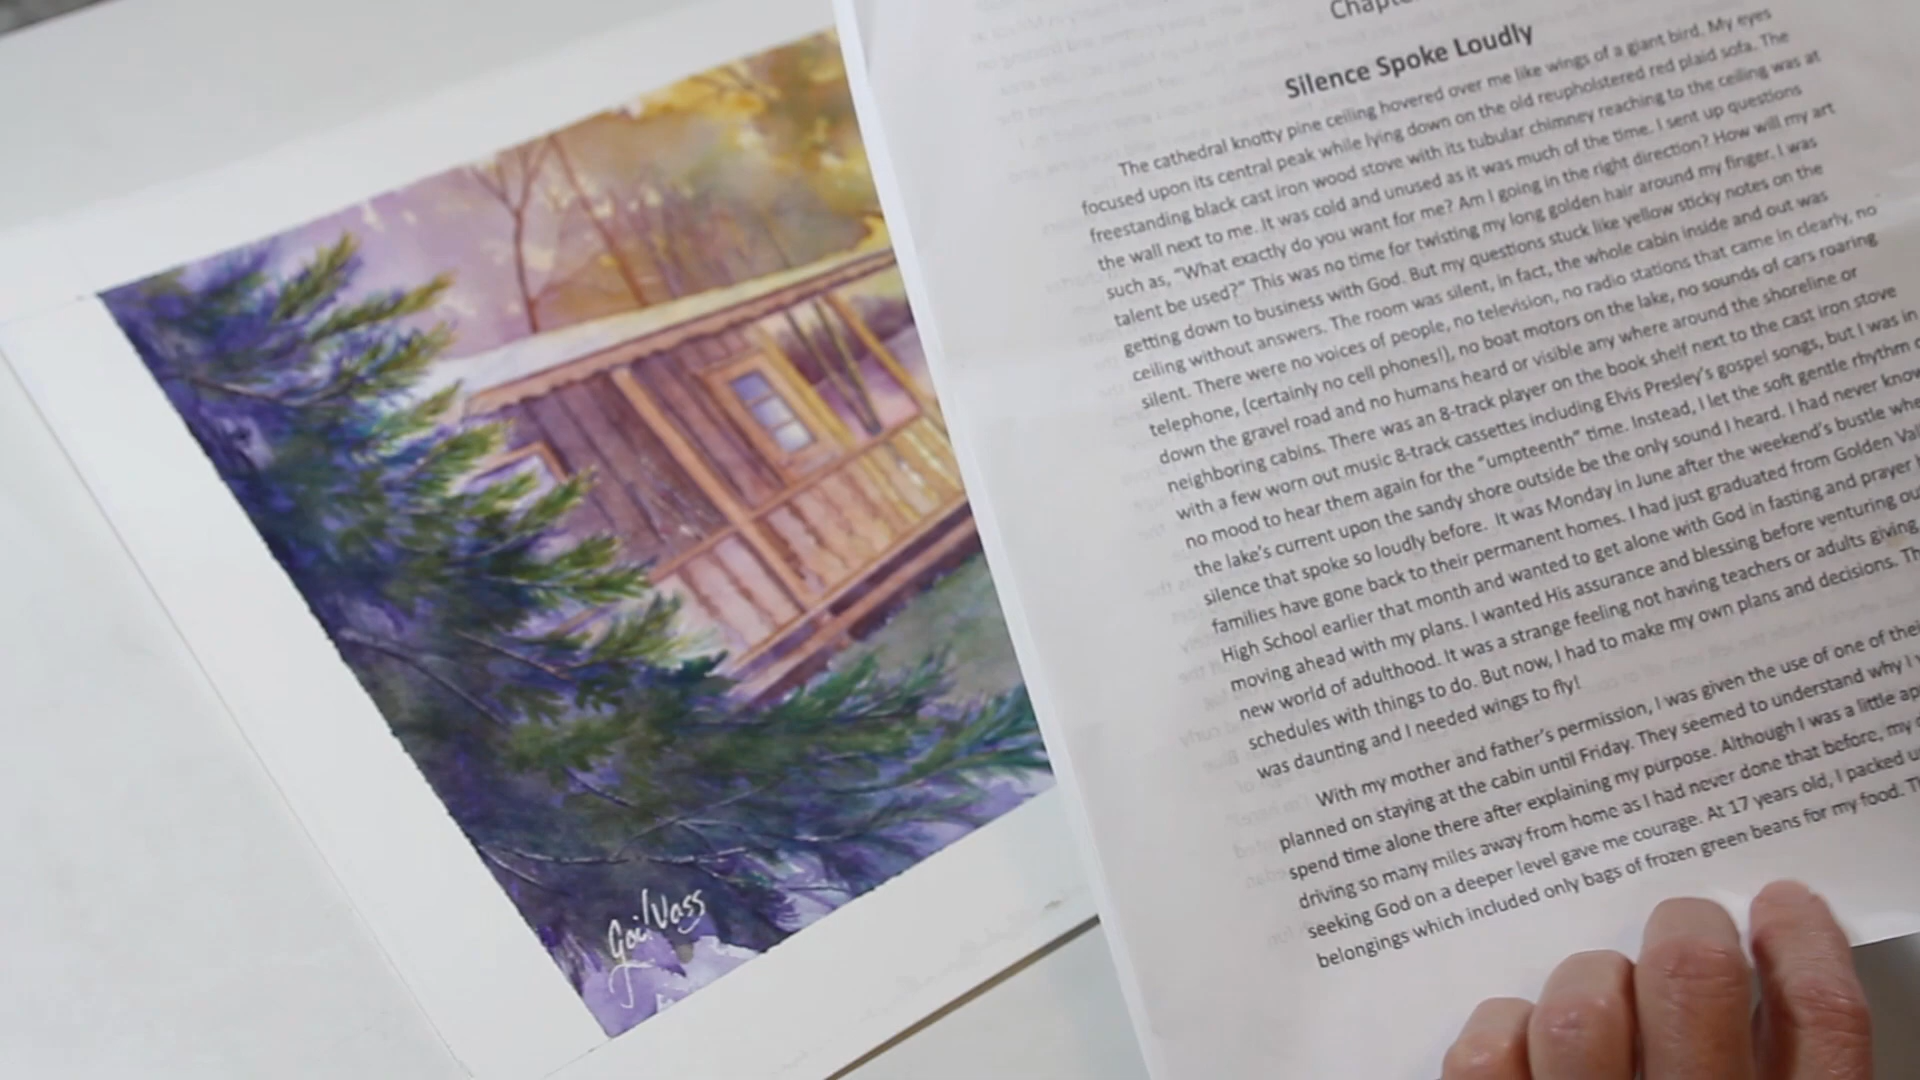 Chapte
Silence Spoke Loudly
The cathedral knotty pine ceiling hovered over me like wings of a giant bird. My eyes
focused upon its central peak while lying down on the old reupholstered red plaid sofa. The
freestanding black cast iron wood stove with its tubular chimney reaching to the ceiling was at
the wall next to me. It was cold and unused as it was much of the time. I sent up questions
such as, "What exactly do you want for me? Am I going in the right direction? How will my art
talent be used?" This was no time for twisting my long golden hair around my finger. I was
getting down to business with God. But my questions stuck like yellow sticky notes on the
ceiling without answers. The room was silent, in fact, the whole cabin inside and out was
silent. There were no voices of people, no television, no radio stations that came in clearly, no
telephone, (certainly no cell phones!), no boat motors on the lake, no sounds of cars roaring
down the gravel road and no humans heard or visible any where around the shoreline or
neighboring cabins. There was an 8-track player on the book shelf next to the cast iron stove
with a few worn out music 8-track cassettes including Elvis Presley's gospel songs, but I was in
no mood to hear them again for the "umpteenth" time. Instead, I let the soft gentle rhythm
the lake's current upon the sandy shore outside be the only sound I heard. I had never know
silence that spoke so loudly before. It was Monday in June after the weekend's bustle
families have gone back to their permanent homes. I had just graduated from Golden Val
High School earlier that month and wanted to get alone with God in fasting and prayer
moving ahead with my plans. I wanted His assurance and blessing before venturing ou
new world of adulthood. It was a strange feeling not having teachers or adults giving
schedules with things to do. But now, I had to make my own plans and decisions. Th
was daunting and I needed wings to fly!
With my mother and father's permission, I was given the use of one of thei
planned on staying at the cabin until Friday. They seemed to understand why I
spend time alone there after explaining my purpose. Although I was a little ap
driving so many miles away from home as I had never done that before, my
seeking God on a deeper level gave me courage. At 17 years old, I packed u
belongings which included only bags of frozen green beans for my food. T
Gail Vass